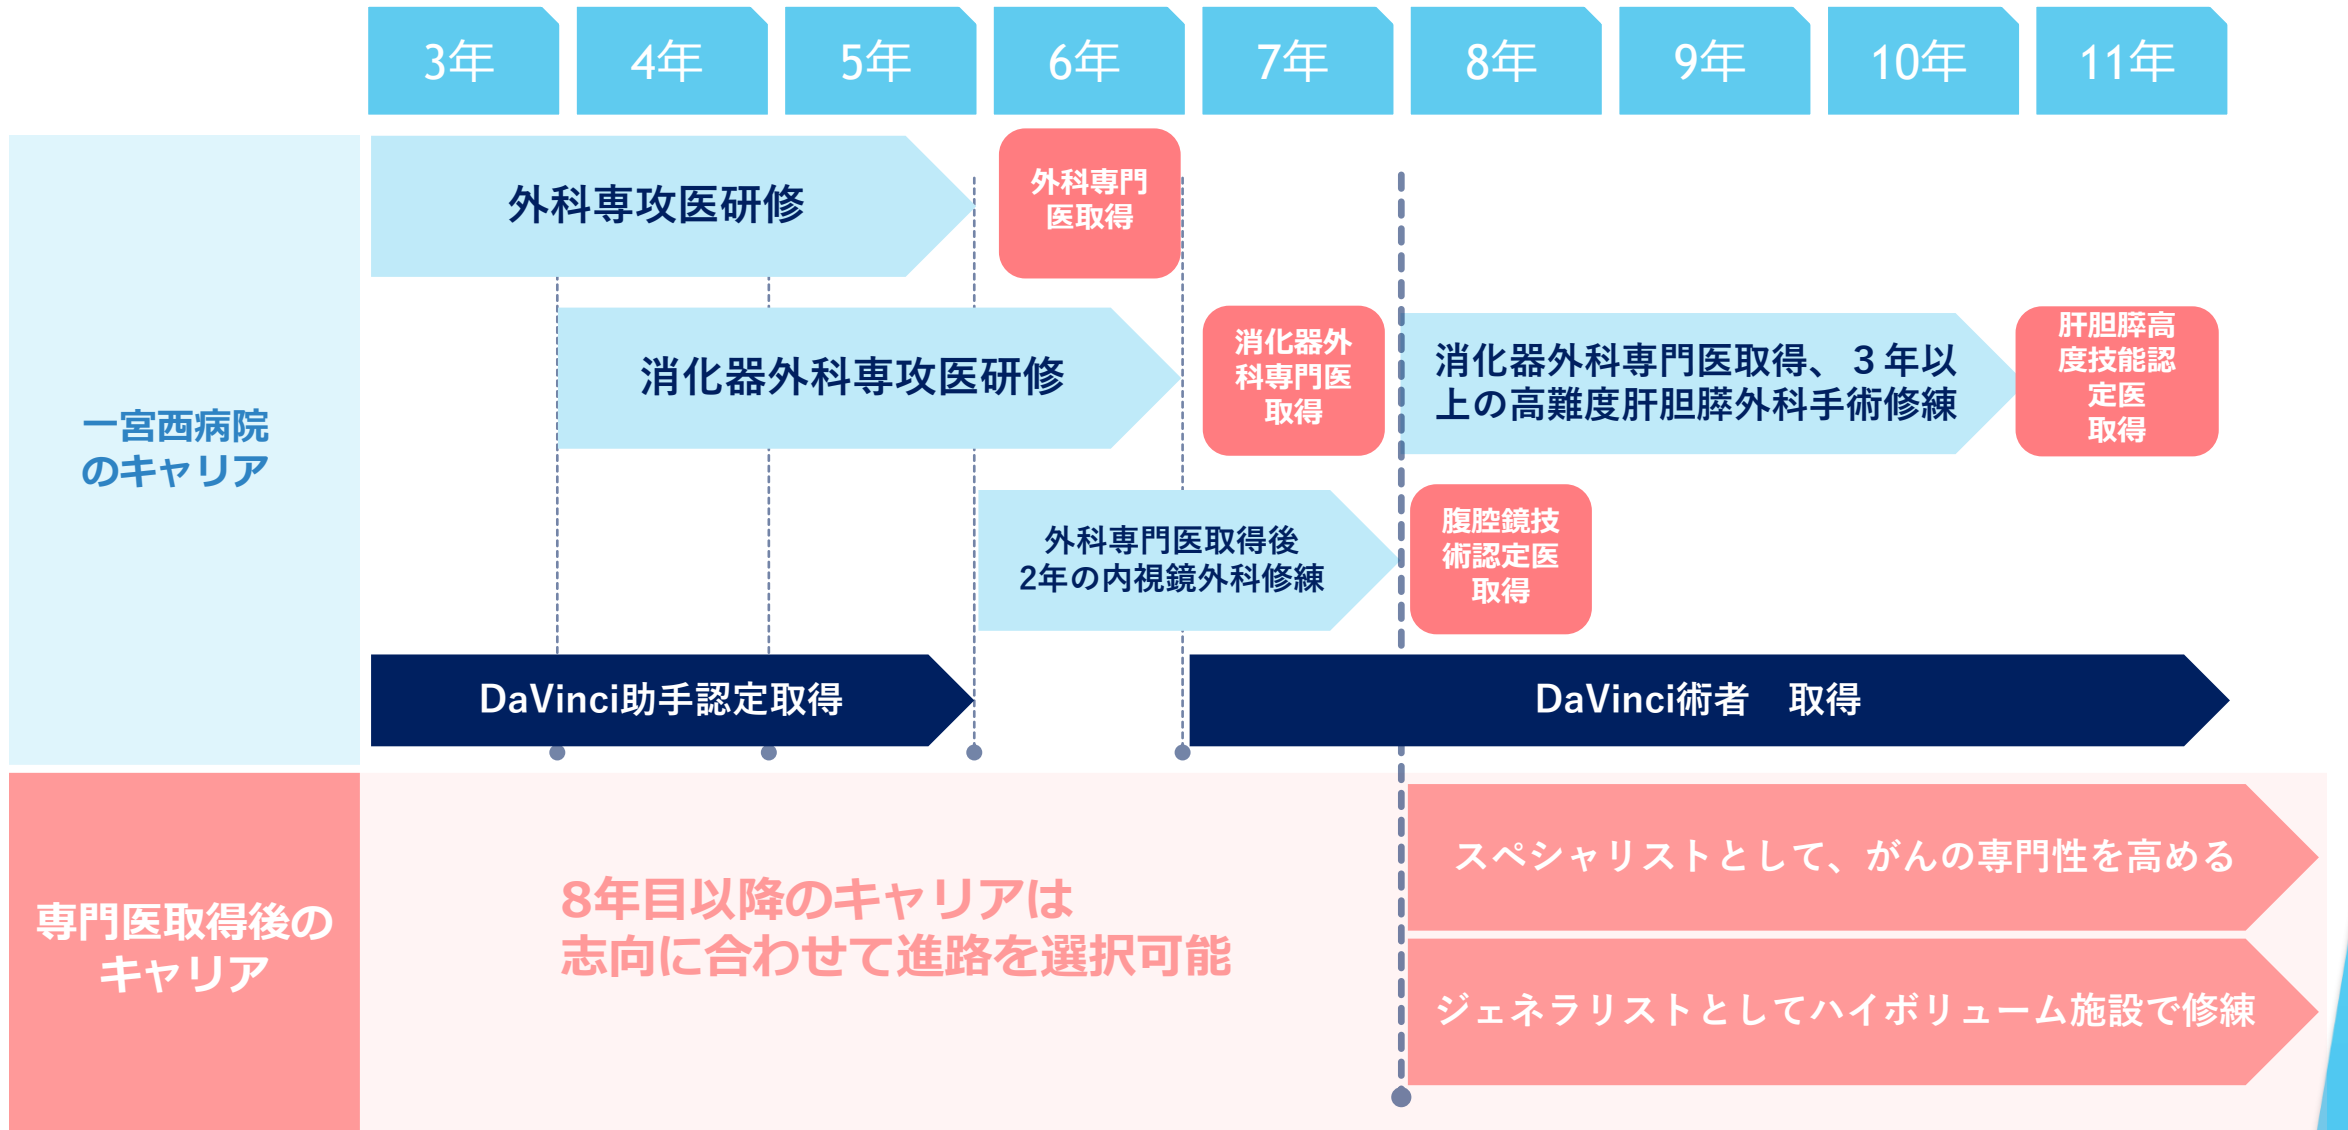 3年
4年
5年
6年
7年
8年
9年
10年
11年
一宮西病院
のキャリア
外科専攻医研修
外科専門
医取得
消化器外科専攻医研修
消化器外
科専門医
取得
消化器外科専門医取得、３年以
上の高難度肝胆膵外科手術修練
肝胆膵高
度技能認
定医
取得
外科専門医取得後
2年の内視鏡外科修練
腹腔鏡技
術認定医
取得
DaVinci助手認定取得
DaVinci術者　取得
専門医取得後の
キャリア
8年目以降のキャリアは
志向に合わせて進路を選択可能
スペシャリストとして、がんの専門性を高める
ジェネラリストとしてハイボリューム施設で修練